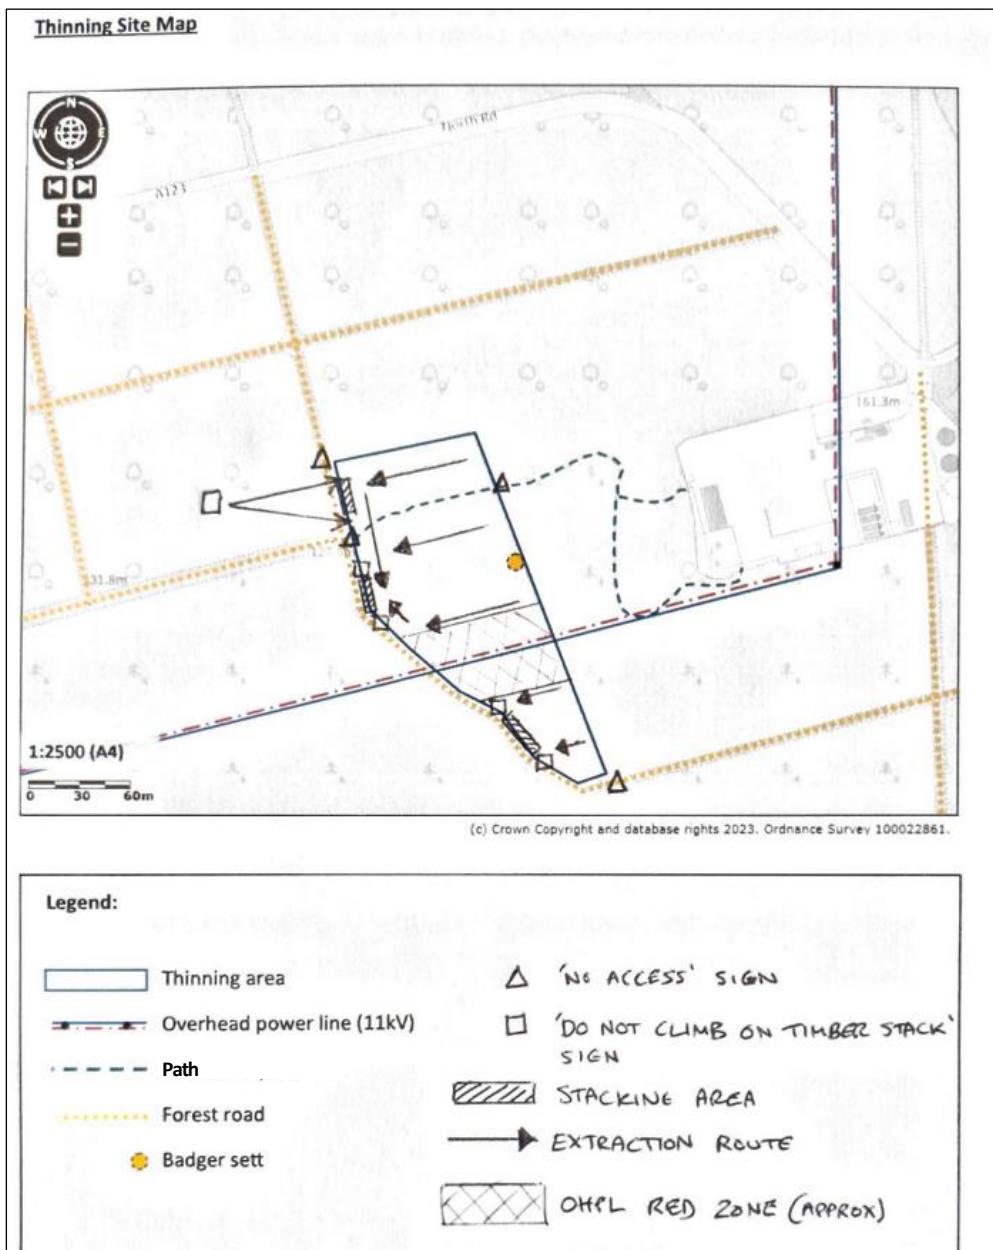 Thinning Site Map
N
W
E
S
A123
161.3m
1:2500 (A4)
0 30 60m
(c) Crown Copyright and database rights 2023. Ordnance Survey 100022861.
Legend:
Thinning area
Overhead power line (11kV)
Path
Forest road
Badger sett
'NO ACCESS' SIGN
'DO NOT CLIMB ON TIMBER STACK'
SIGN
STACKING AREA
EXTRACTION ROUTE
OHPL RED ZONE (APPROX)